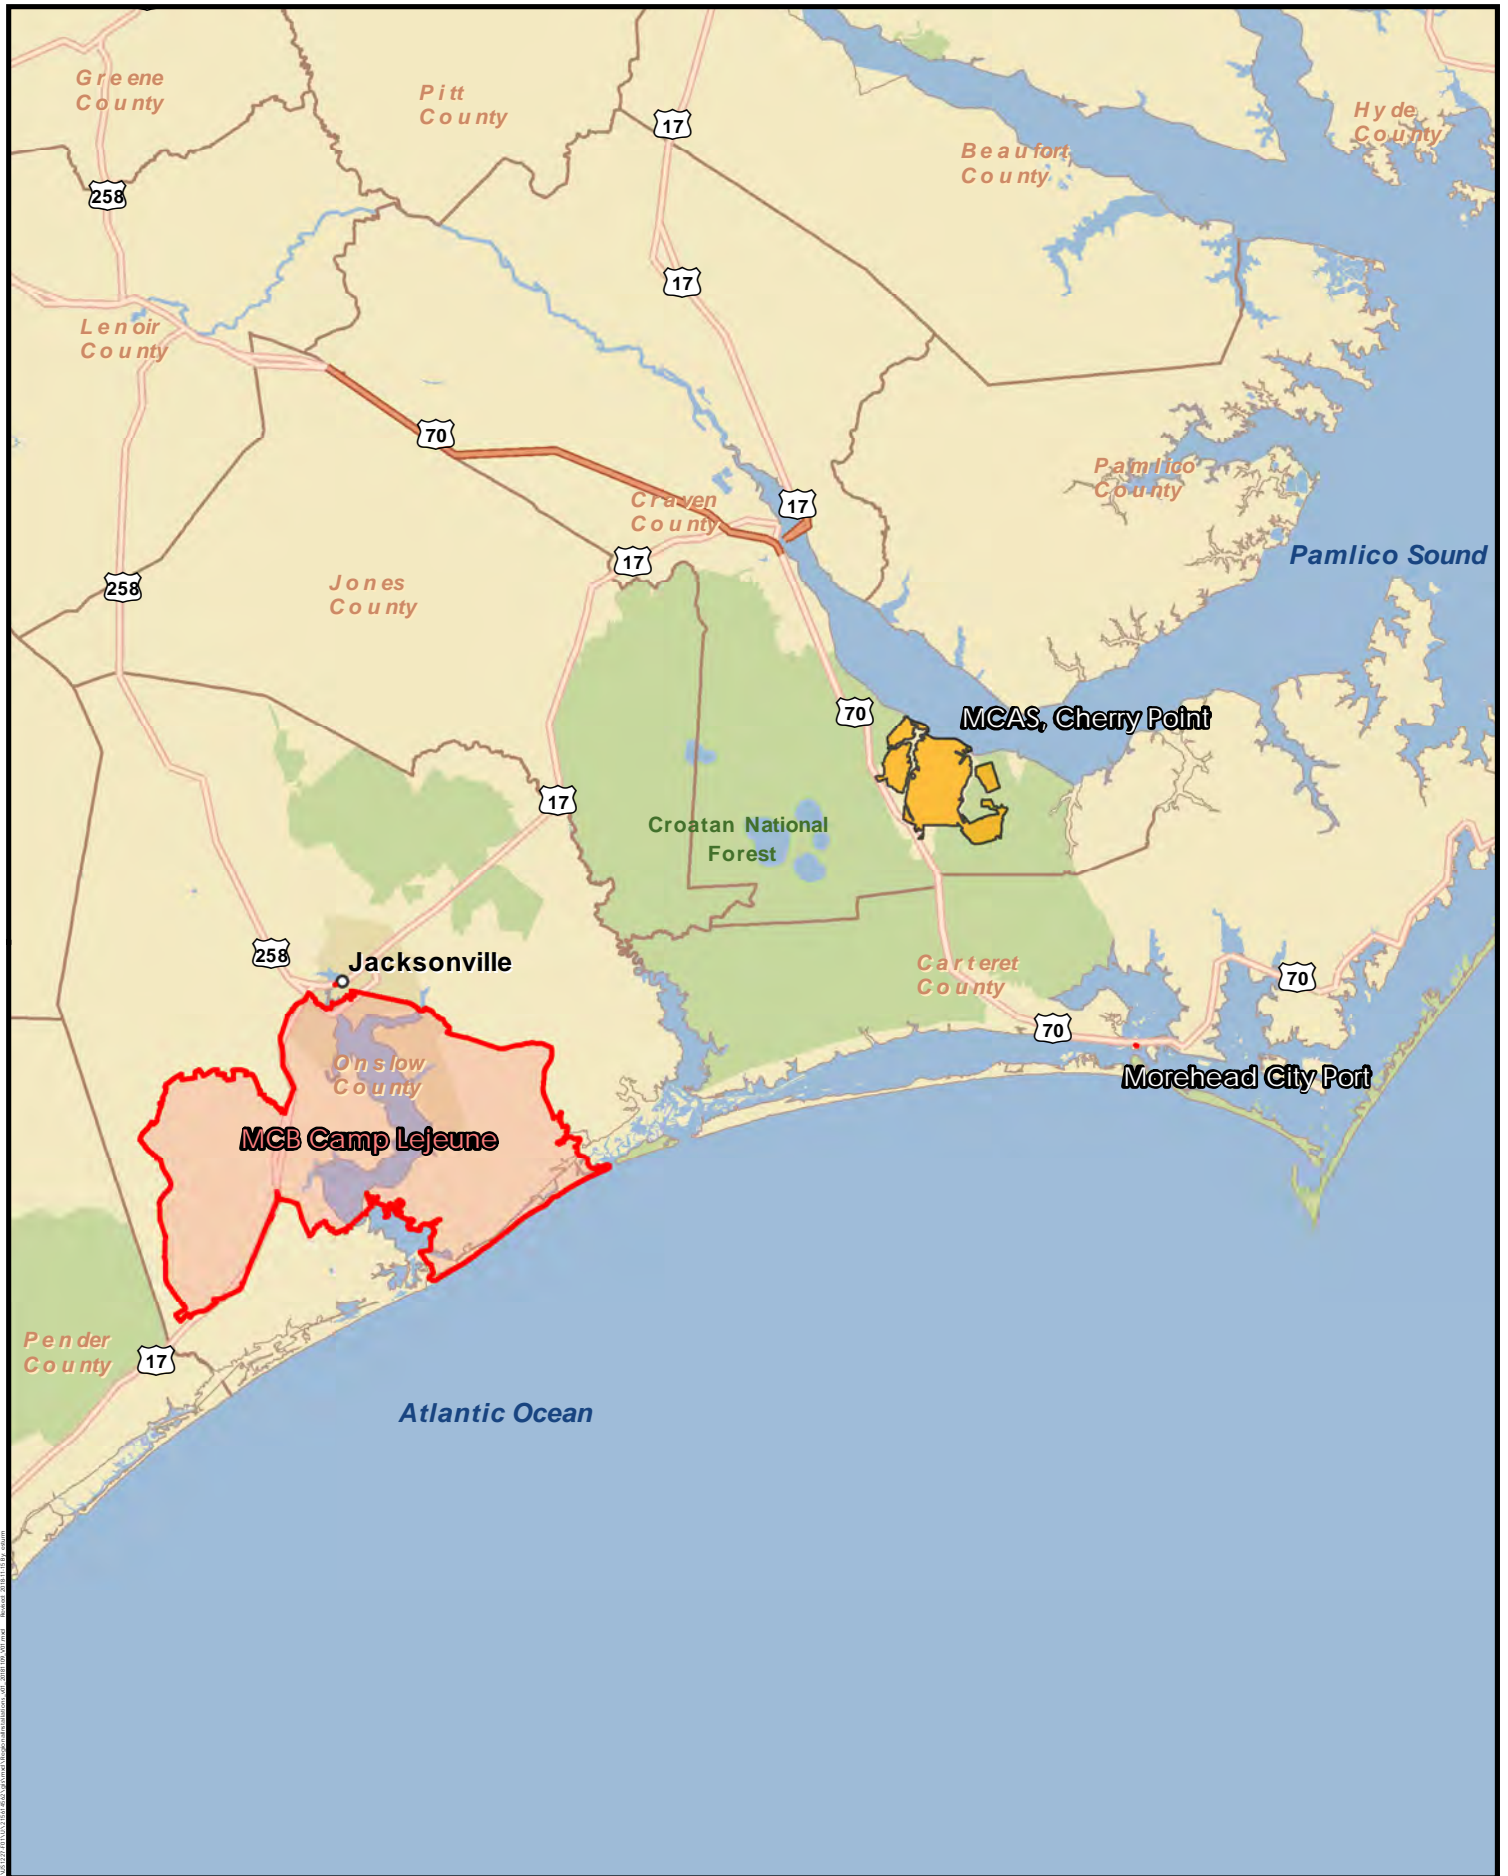 Greene
County
Pitt
County
17
Hyde
County
Beaufort
County
258
17
Lenoir
County
70
Pamlico
County
Craven
County
17
17
Pamlico Sound
258
Jones
County
70
MCAS, Cherry Point
17
Croatan National
Forest
258
Jacksonville
Carteret
County
70
70
Onslow
County
Morehead City Port
MCB Camp Lejeune
Pender
County
17
Atlantic Ocean